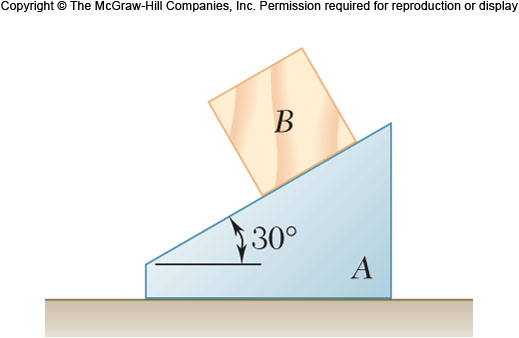 Copyright © The McGraw-Hill Companies, Inc. Permission required for reproduction or display
B
30°
A